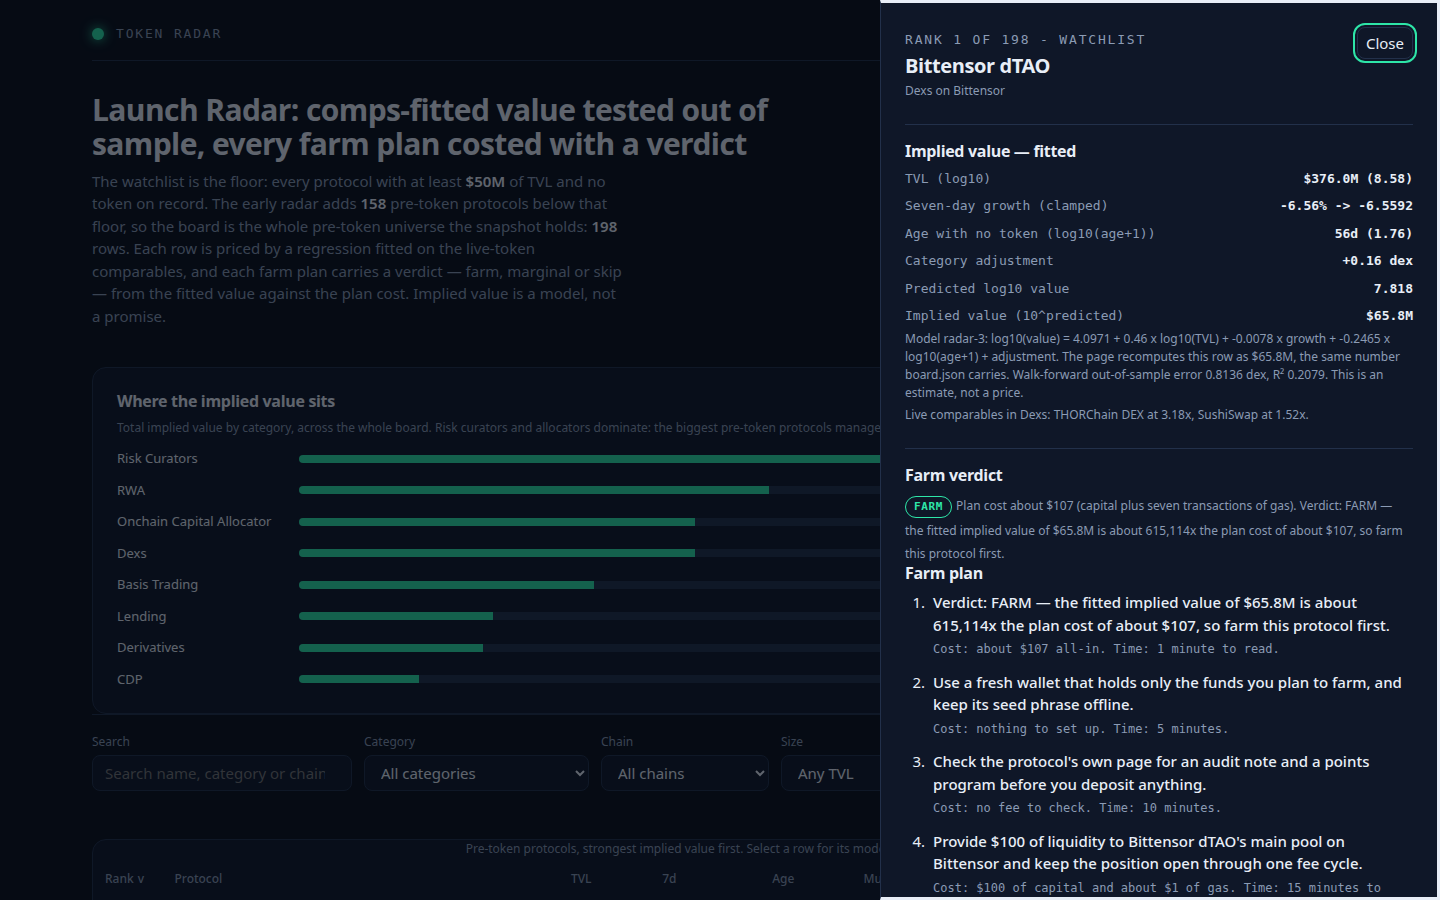 TOKEN RADAR
Launch Radar: comps-fitted value tested out of
sample, every farm plan costed with a verdict
The watchlist is the floor: every protocol with at least $50M of TVL and no
token on record. The early radar adds 158 pre-token protocols below that
floor, so the board is the whole pre-token universe the snapshot holds: 198
rows. Each row is priced by a regression fitted on the live-token
comparables, and each farm plan carries a verdict — farm, marginal or skip
— from the fitted value against the plan cost. Implied value is a model, not
a promise.
Where the implied value sits
Total implied value by category, across the whole board. Risk curators and allocators dominate: the biggest pre-token protocols manage
Risk Curators
RWA
Onchain Capital Allocator
Dexs
Basis Trading
Lending
Derivatives
CDP
Search
Category
Chain
Size
Search name, category or chain
All categories
All chains
Any TVL
Pre-token protocols, strongest implied value first. Select a row for its mod
Rank v
Protocol
TVL
7d
Age
Mu
RANK 1 OF 198 - WATCHLIST
Close
Bittensor dTAO
Dexs on Bittensor
Implied value — fitted
TVL (log10) $376.0M (8.58)
Seven-day growth (clamped) -6.56% -> -6.5592
Age with no token (log10(age+1)) 56d (1.76)
Category adjustment +0.16 dex
Predicted log10 value 7.818
Implied value (10^predicted) $65.8M
Model radar-3: log10(value) = 4.0971 + 0.46 x log10(TVL) + -0.0078 x growth + -0.2465 x
log10(age+1) + adjustment. The page recomputes this row as $65.8M, the same number
board.json carries. Walk-forward out-of-sample error 0.8136 dex, R² 0.2079. This is an
estimate, not a price.
Live comparables in Dexs: THORChain DEX at 3.18x, SushiSwap at 1.52x.
Farm verdict
FARM Plan cost about $107 (capital plus seven transactions of gas). Verdict: FARM —
the fitted implied value of $65.8M is about 615,114x the plan cost of about $107, so farm
this protocol first.
Farm plan
1. Verdict: FARM — the fitted implied value of $65.8M is about
615,114x the plan cost of about $107, so farm this protocol first.
Cost: about $107 all-in. Time: 1 minute to read.
2. Use a fresh wallet that holds only the funds you plan to farm, and
keep its seed phrase offline.
Cost: nothing to set up. Time: 5 minutes.
3. Check the protocol's own page for an audit note and a points
program before you deposit anything.
Cost: no fee to check. Time: 10 minutes.
4. Provide $100 of liquidity to Bittensor dTAO's main pool on
Bittensor and keep the position open through one fee cycle.
Cost: $100 of capital and about $1 of gas. Time: 15 minutes to